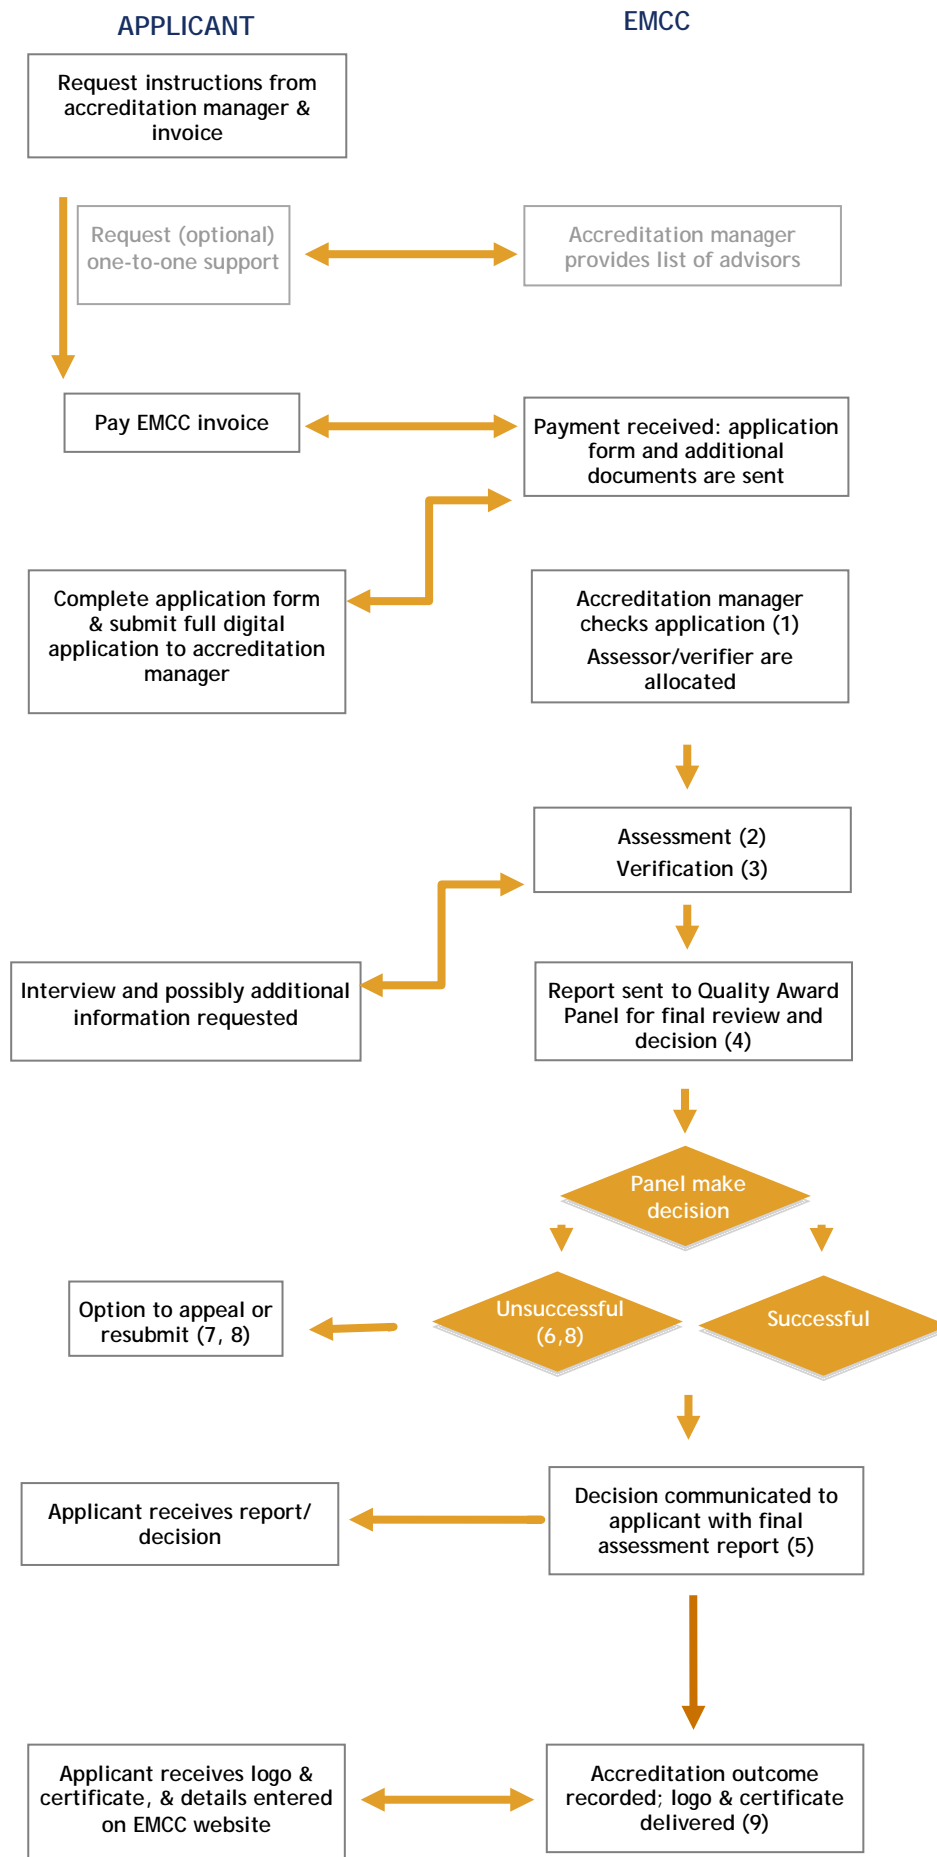 APPLICANT
EMCC
Request instructions from
accreditation manager &
invoice
Request (optional)
one-to-one support
Accreditation manager
provides list of advisors
Pay EMCC invoice
Payment received: application
form and additional
documents are sent
Complete application form
& submit full digital
application to accreditation
manager
Accreditation manager
checks application (1)
Assessor/verifier are
allocated
Assessment (2)
Verification (3)
Interview and possibly additional
information requested
Report sent to Quality Award
Panel for final review and
decision (4)
Panel make
decision
Option to appeal or
resubmit (7, 8)
Unsuccessful
(6,8)
Successful
Applicant receives report/
decision
Decision communicated to
applicant with final
assessment report (5)
Applicant receives logo &
certificate, & details entered
on EMCC website
Accreditation outcome
recorded; logo & certificate
delivered (9)